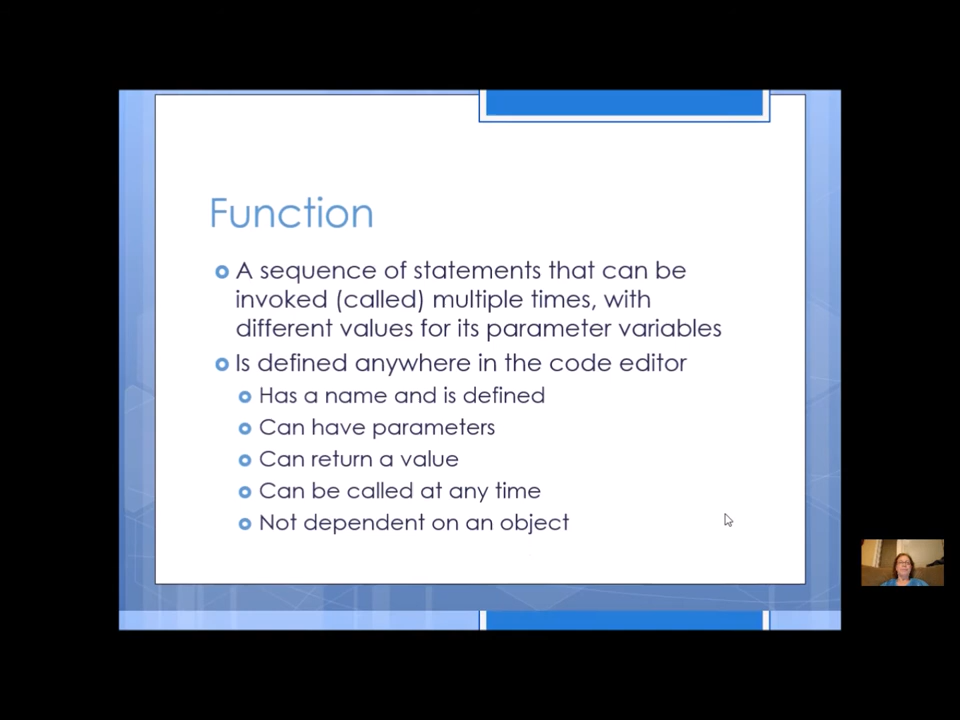 Function
A sequence of statements that can be
invoked (called) multiple times, with
different values for its parameter variables
Is defined anywhere in the code editor
Has a name and is defined
Can have parameters
Can return a value
Can be called at any time
Not dependent on an object